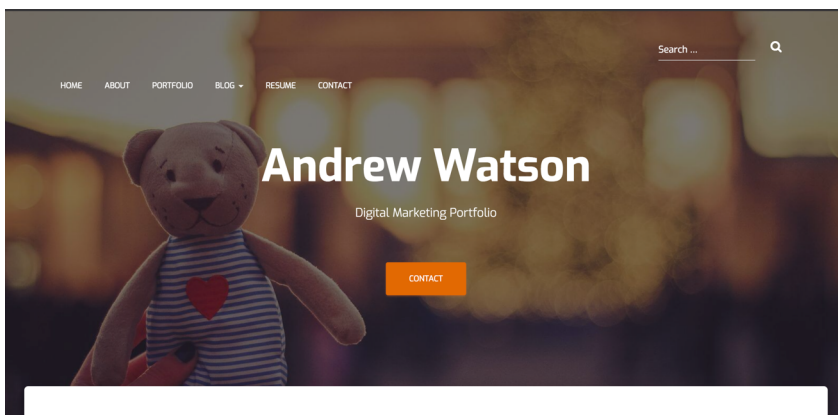 Search ...
HOME ABOUT PORTFOLIO BLOG RESUME CONTACT
Andrew Watson
Digital Marketing Portfolio
CONTACT